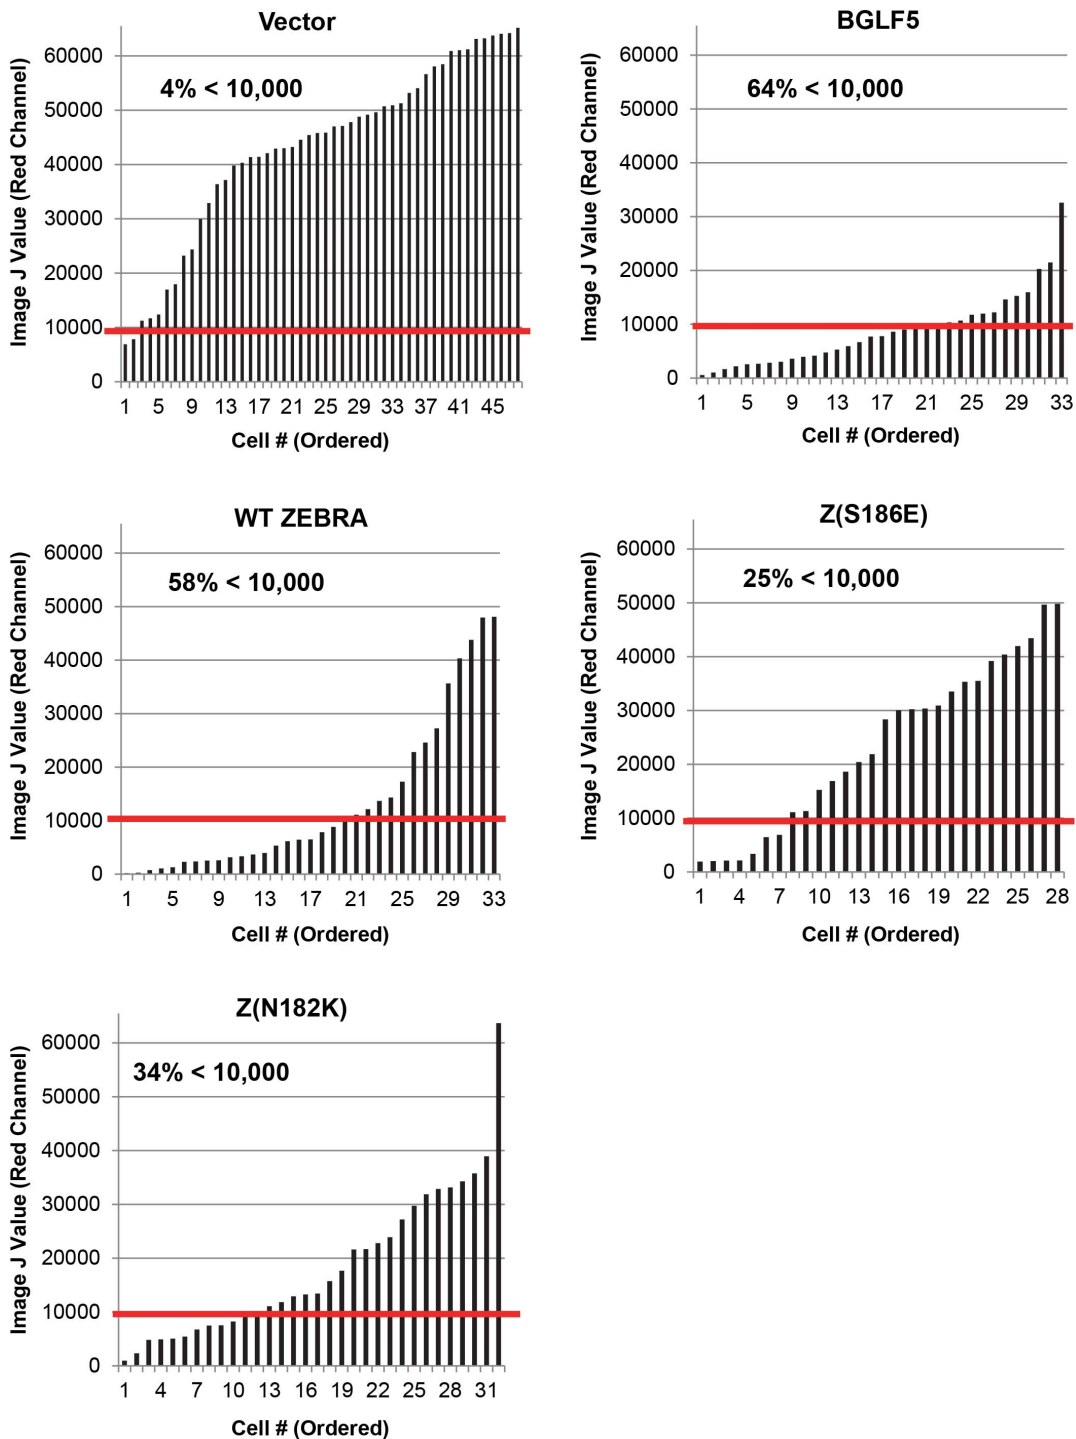 Vector
Image J Value (Red Channel)
60000
50000
40000
30000
20000
10000
0
4% < 10,000
1 5 9 13 17 21 25 29 33 37 41 45
Cell # (Ordered)
BGLF5
Image J Value (Red Channel)
60000
50000
40000
30000
20000
10000
0
64% < 10,000
1 5 9 13 17 21 25 29 33
Cell # (Ordered)
WT ZEBRA
Image J Value (Red Channel)
60000
50000
40000
30000
20000
10000
0
58% < 10,000
1 5 9 13 17 21 25 29 33
Cell # (Ordered)
Z(S186E)
Image J Value (Red Channel)
60000
50000
40000
30000
20000
10000
0
25% < 10,000
1 4 7 10 13 16 19 22 25 28
Cell # (Ordered)
Z(N182K)
Image J Value (Red Channel)
60000
50000
40000
30000
20000
10000
0
34% < 10,000
1 4 7 10 13 16 19 22 25 28 31
Cell # (Ordered)